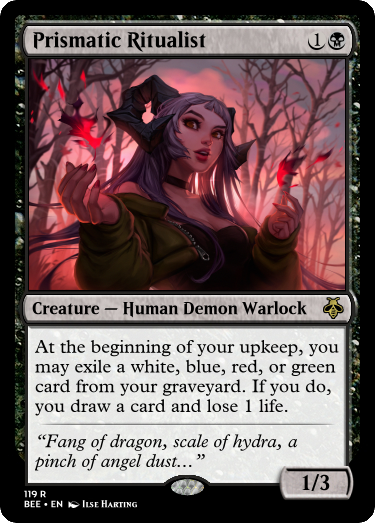 Prismatic Ritualist 1
Creature — Human Demon Warlock
At the beginning of your upkeep, you
may exile a white, blue, red, or green
card from your graveyard. If you do,
you draw a card and lose 1 life.
“Fang of dragon, scale of hydra, a
pinch of angel dust…”
1/3
119 R
BEE • EN Ilse Harting